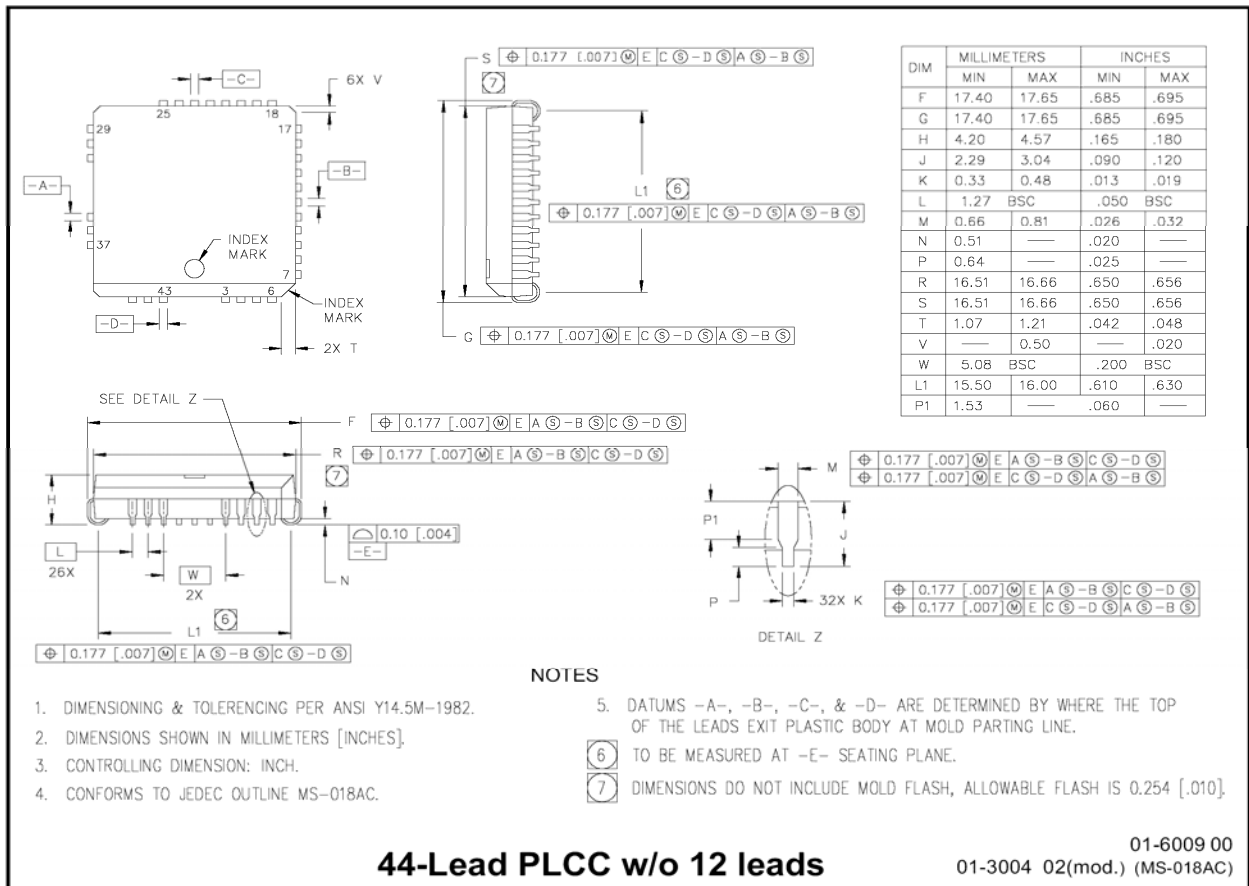 S ⌖ 0.177 [.007] Ⓜ E C Ⓢ-D Ⓢ A Ⓢ-B Ⓢ
7
-C-
6X V
25
18
29
17
-B-
-A-
L1 6
⌖ 0.177 [.007] Ⓜ E C Ⓢ-D Ⓢ A Ⓢ-B Ⓢ
INDEX
MARK
37
7
43 3 6
INDEX
MARK
-D-
2X T
G ⌖ 0.177 [.007] Ⓜ E C Ⓢ-D Ⓢ A Ⓢ-B Ⓢ
DIM MILLIMETERS INCHES
MIN MAX MIN MAX
F 17.40 17.65 .685 .695
G 17.40 17.65 .685 .695
H 4.20 4.57 .165 .180
J 2.29 3.04 .090 .120
K 0.33 0.48 .013 .019
L 1.27 BSC .050 BSC
M 0.66 0.81 .026 .032
N 0.51 — .020 —
P 0.64 — .025 —
R 16.51 16.66 .650 .656
S 16.51 16.66 .650 .656
T 1.07 1.21 .042 .048
V — 0.50 — .020
W 5.08 BSC .200 BSC
L1 15.50 16.00 .610 .630
P1 1.53 — .060 —
SEE DETAIL Z
F ⌖ 0.177 [.007] Ⓜ E A Ⓢ-B Ⓢ C Ⓢ-D Ⓢ
R ⌖ 0.177 [.007] Ⓜ E A Ⓢ-B Ⓢ C Ⓢ-D Ⓢ
7
H
0.10 [.004]
-E-
L
26X
W
2X
N
6
L1
⌖ 0.177 [.007] Ⓜ E A Ⓢ-B Ⓢ C Ⓢ-D Ⓢ
M ⌖ 0.177 [.007] Ⓜ E A Ⓢ-B Ⓢ C Ⓢ-D Ⓢ
⌖ 0.177 [.007] Ⓜ E C Ⓢ-D Ⓢ A Ⓢ-B Ⓢ
P1
J
P
32X K
⌖ 0.177 [.007] Ⓜ E A Ⓢ-B Ⓢ C Ⓢ-D Ⓢ
⌖ 0.177 [.007] Ⓜ E C Ⓢ-D Ⓢ A Ⓢ-B Ⓢ
DETAIL Z
NOTES
1. DIMENSIONING & TOLERENCING PER ANSI Y14.5M-1982.
2. DIMENSIONS SHOWN IN MILLIMETERS [INCHES].
3. CONTROLLING DIMENSION: INCH.
4. CONFORMS TO JEDEC OUTLINE MS-018AC.
5. DATUMS -A-, -B-, -C-, & -D- ARE DETERMINED BY WHERE THE TOP
OF THE LEADS EXIT PLASTIC BODY AT MOLD PARTING LINE.
6 TO BE MEASURED AT -E- SEATING PLANE.
7 DIMENSIONS DO NOT INCLUDE MOLD FLASH, ALLOWABLE FLASH IS 0.254 [.010].
44-Lead PLCC w/o 12 leads
01-6009 00
01-3004 02(mod.) (MS-018AC)